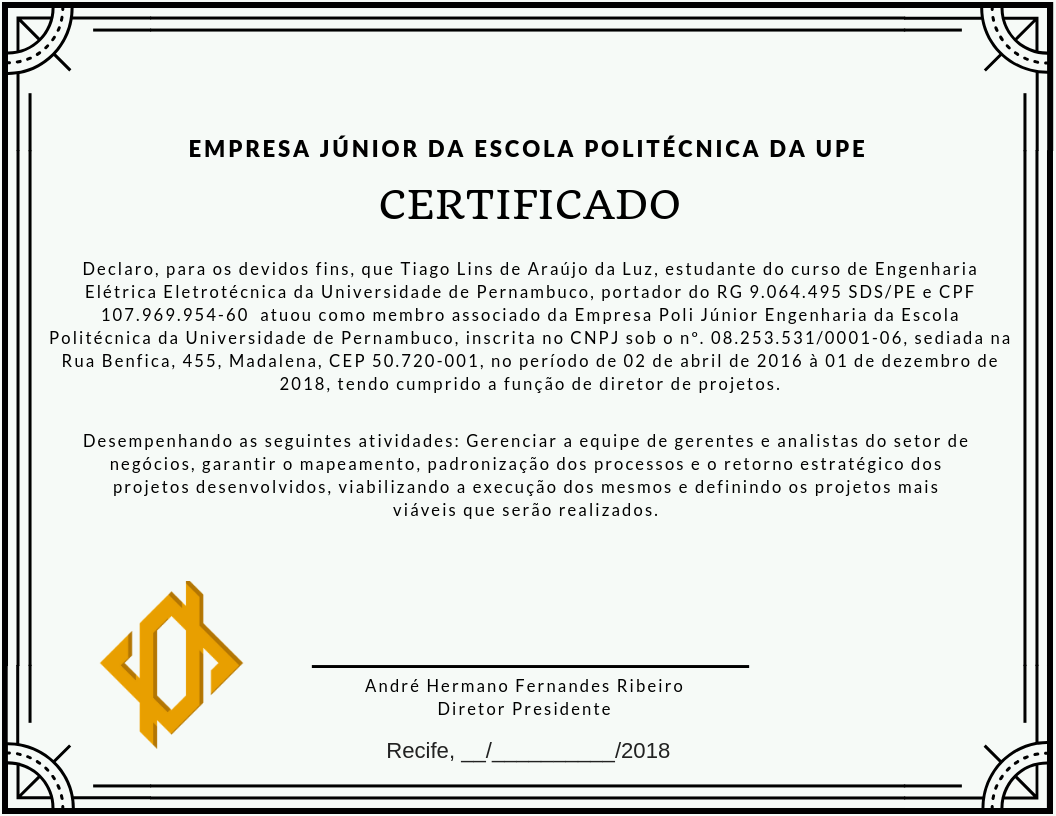 EMPRESA JÚNIOR DA ESCOLA POLITÉCNICA DA UPE
CERTIFICADO
Declaro, para os devidos fins, que Tiago Lins de Araújo da Luz, estudante do curso de Engenharia
Elétrica Eletrotécnica da Universidade de Pernambuco, portador do RG 9.064.495 SDS/PE e CPF
107.969.954-60  atuou como membro associado da Empresa Poli Júnior Engenharia da Escola
Politécnica da Universidade de Pernambuco, inscrita no CNPJ sob o nº. 08.253.531/0001-06, sediada na
Rua Benfica, 455, Madalena, CEP 50.720-001, no período de 02 de abril de 2016 à 01 de dezembro de
2018, tendo cumprido a função de diretor de projetos.
Desempenhando as seguintes atividades: Gerenciar a equipe de gerentes e analistas do setor de
negócios, garantir o mapeamento, padronização dos processos e o retorno estratégico dos
projetos desenvolvidos, viabilizando a execução dos mesmos e definindo os projetos mais
viáveis que serão realizados.
André Hermano Fernandes Ribeiro
Diretor Presidente
Recife, __/__________/2018